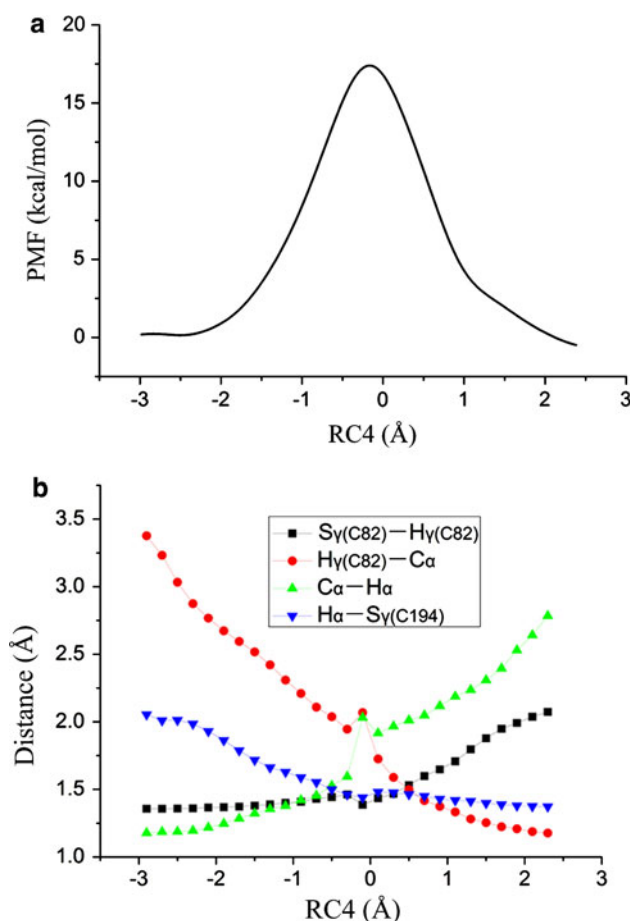 a
20
15
10
5
0
PMF (kcal/mol)
-3 -2 -1 0 1 2 3
RC4 (Å)
b
3.5
3.0
2.5
2.0
1.5
1.0
Distance (Å)
Sγ(C82)—Hγ(C82)
Hγ(C82)—Cα
Cα—Hα
Hα—Sγ(C194)
-3 -2 -1 0 1 2 3
RC4 (Å)